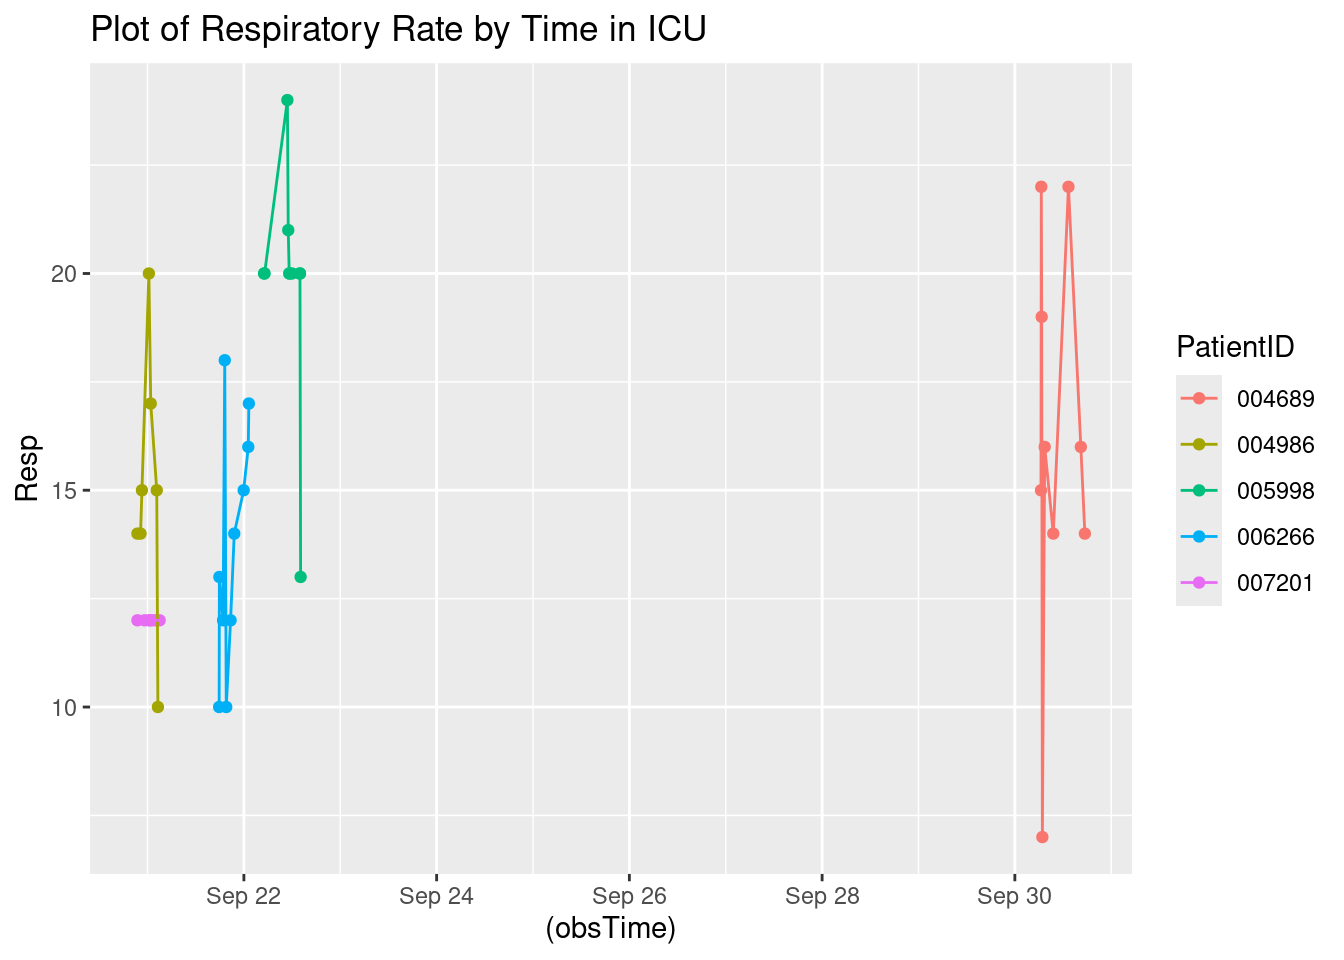 Plot of Respiratory Rate by Time in ICU
Resp
20
15
10
Sep 22
Sep 24
Sep 26
Sep 28
Sep 30
(obsTime)
PatientID
004689
004986
005998
006266
007201